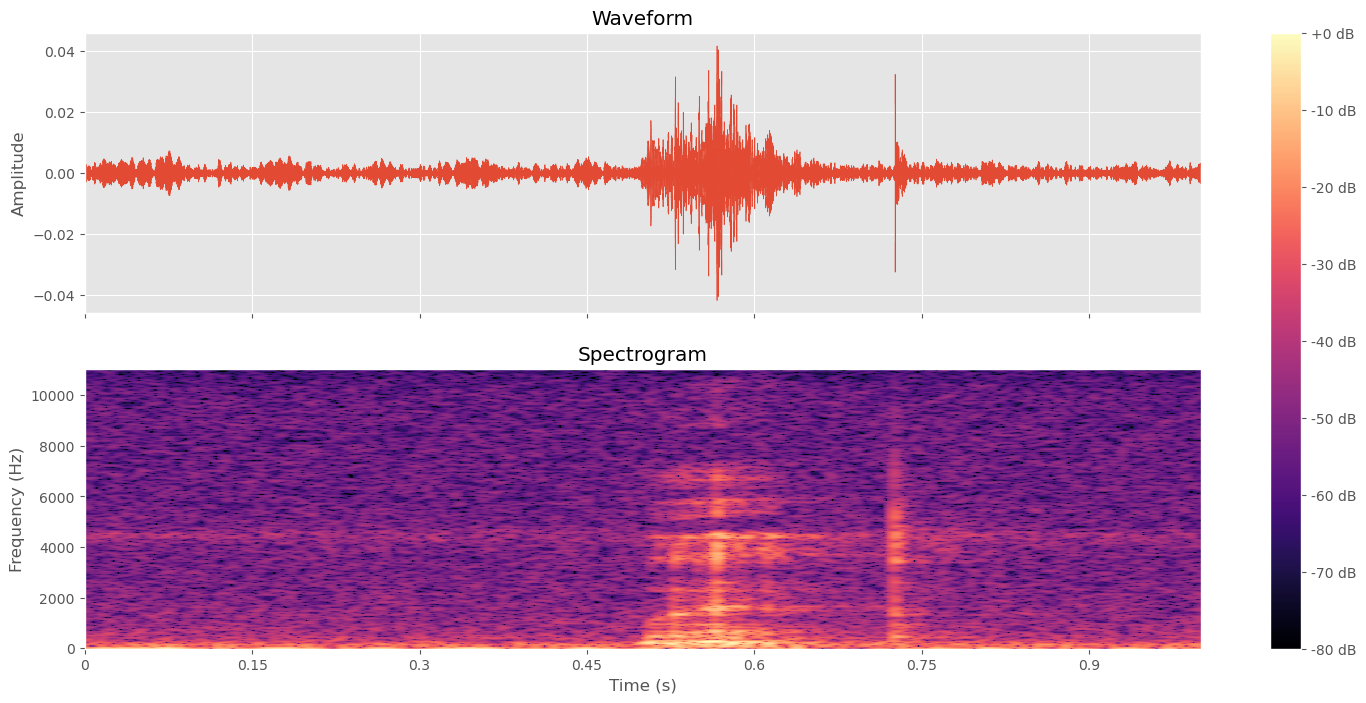 Waveform
+0 dB
0.04
-10 dB
0.02
-20 dB
Amplitude
0.00
−0.02
-30 dB
−0.04
-40 dB
Spectrogram
10000
-50 dB
8000
Frequency (Hz)
6000
-60 dB
4000
-70 dB
2000
0
-80 dB
0 0.15 0.3 0.45 0.6 0.75 0.9
Time (s)